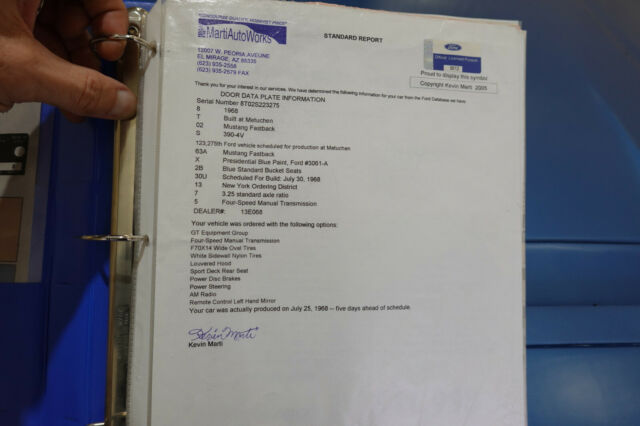 "CONCOURSE QUALITY, HOBBYIST PRICE"
MartiAutoWorks
12007 W. PEORIA AVEUNE
EL MIRAGE, AZ 85335
(623) 935-2558
(623) 935-2579 FAX
STANDARD REPORT
Ford
Official Licensed Product
Proud to display this symbol
Copyright Kevin Marti 2005
Thank you for your interest in our services. We have determined the following information for your car from the Ford Database we have:
DOOR DATA PLATE INFORMATION
Serial Number 8T02S223275
8 1968
T Built at Metuchen
02 Mustang Fastback
S 390-4V
123,275th Ford vehicle scheduled for production at Metuchen
63A Mustang Fastback
X Presidential Blue Paint, Ford #3061-A
2B Blue Standard Bucket Seats
30U Scheduled For Build: July 30, 1968
13 New York Ordering District
7 3.25 standard axle ratio
5 Four-Speed Manual Transmission
DEALER#: 13E068
Your vehicle was ordered with the following options:
GT Equipment Group
Four-Speed Manual Transmission
F70X14 Wide Oval Tires
White Sidewall Nylon Tires
Louvered Hood
Sport Deck Rear Seat
Power Disc Brakes
Power Steering
AM Radio
Remote Control Left Hand Mirror
Your car was actually produced on July 25, 1968 -- five days ahead of schedule.
Kevin Marti
Kevin Marti